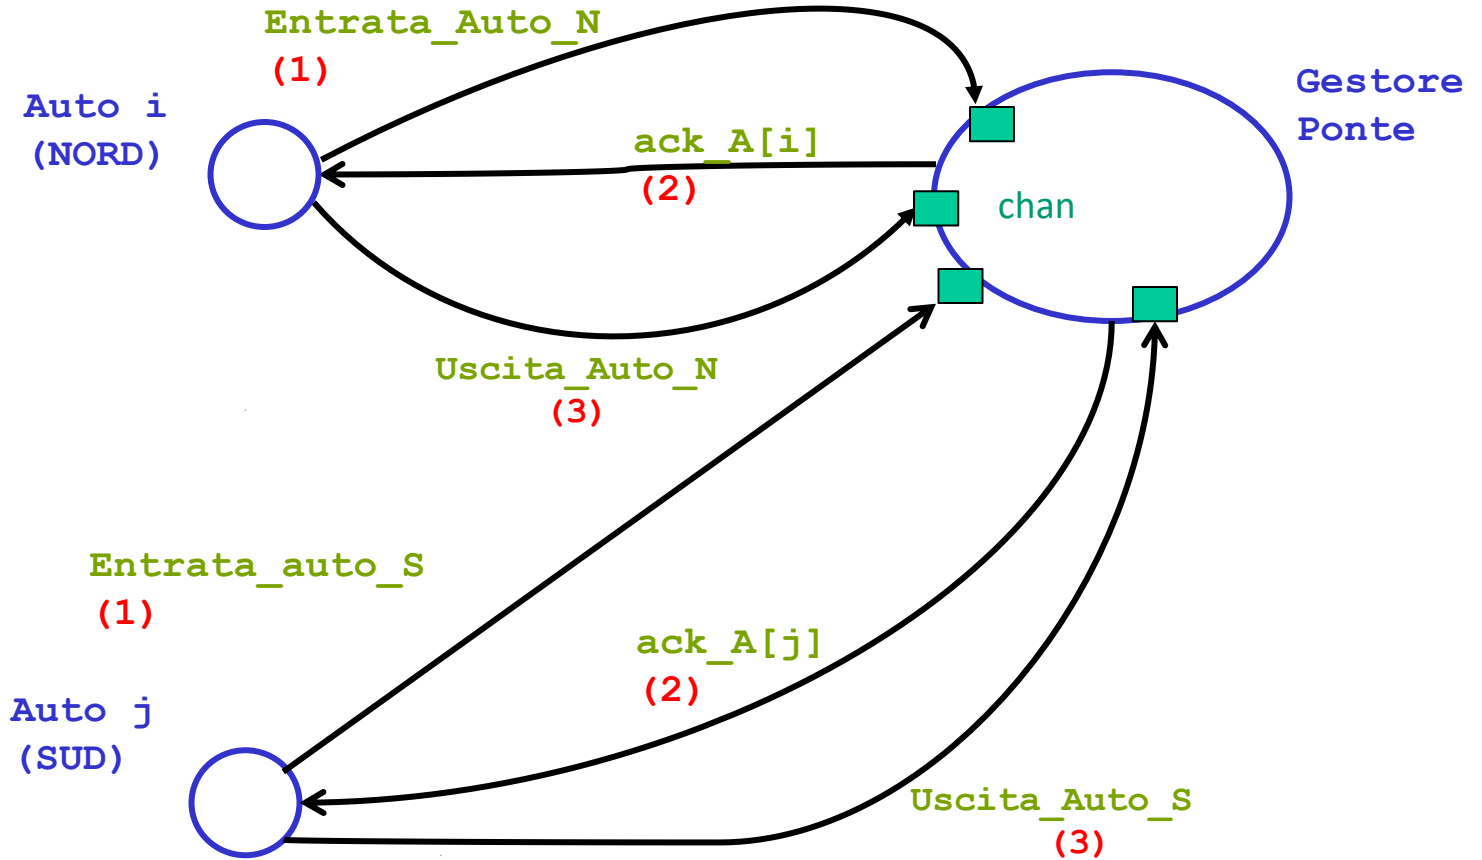 Entrata_Auto_N
(1)
Auto i
(NORD)
ack_A[i]
(2)
Gestore
Ponte
chan
Uscita_Auto_N
(3)
Entrata_auto_S
(1)
ack_A[j]
(2)
Auto j
(SUD)
Uscita_Auto_S
(3)